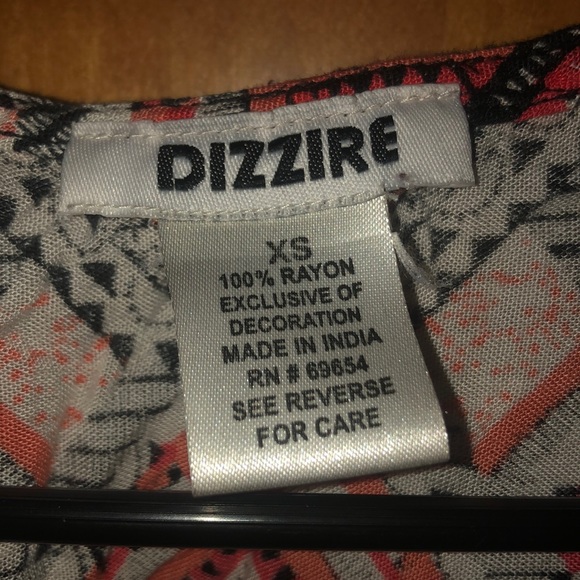 DIZZIRE
XS
100% RAYON
EXCLUSIVE OF
DECORATION
MADE IN INDIA
RN # 69654
SEE REVERSE
FOR CARE